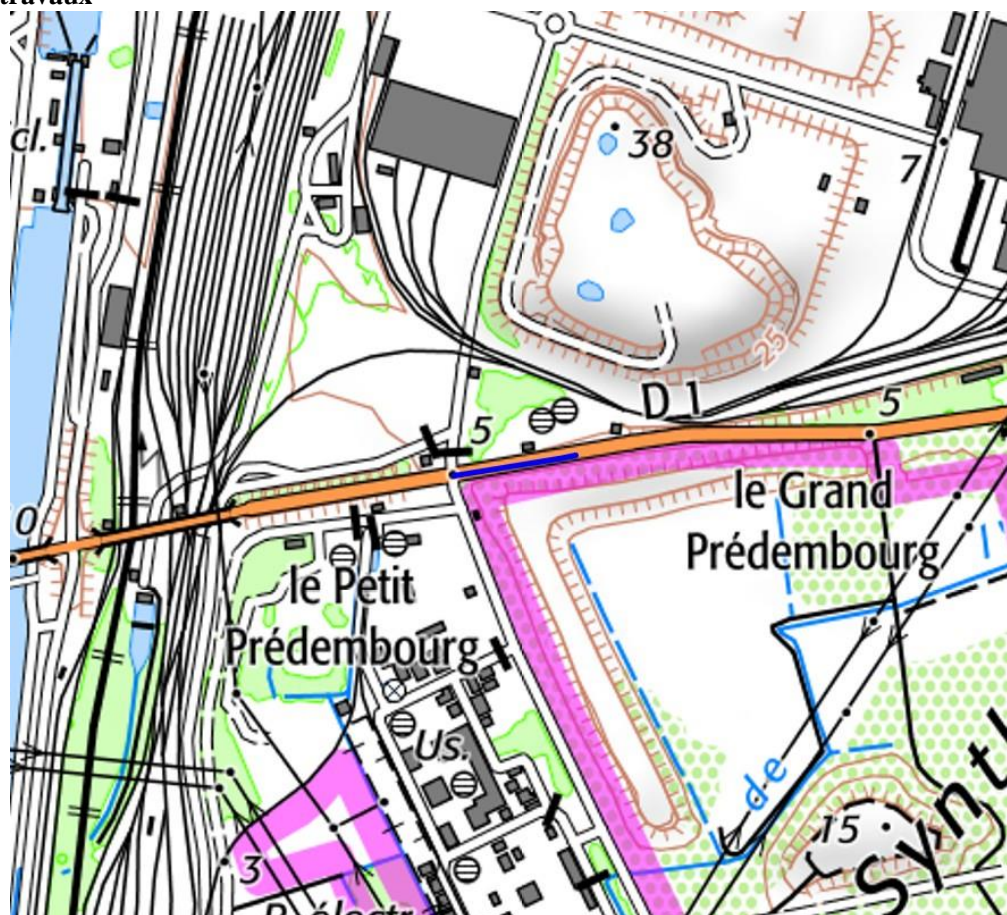 travaux
cl.
38
7
25
D 1
5
5
0
le Grand
Prédembourg
le Petit
Prédembourg
Us.
de
15
3